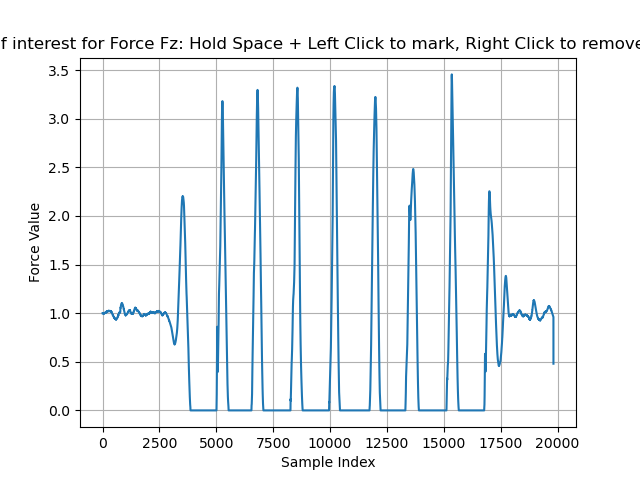 f interest for Force Fz: Hold Space + Left Click to mark, Right Click to remove
3.5
3.0
2.5
2.0
1.5
1.0
0.5
0.0
Force Value
0 2500 5000 7500 10000 12500 15000 17500 20000
Sample Index